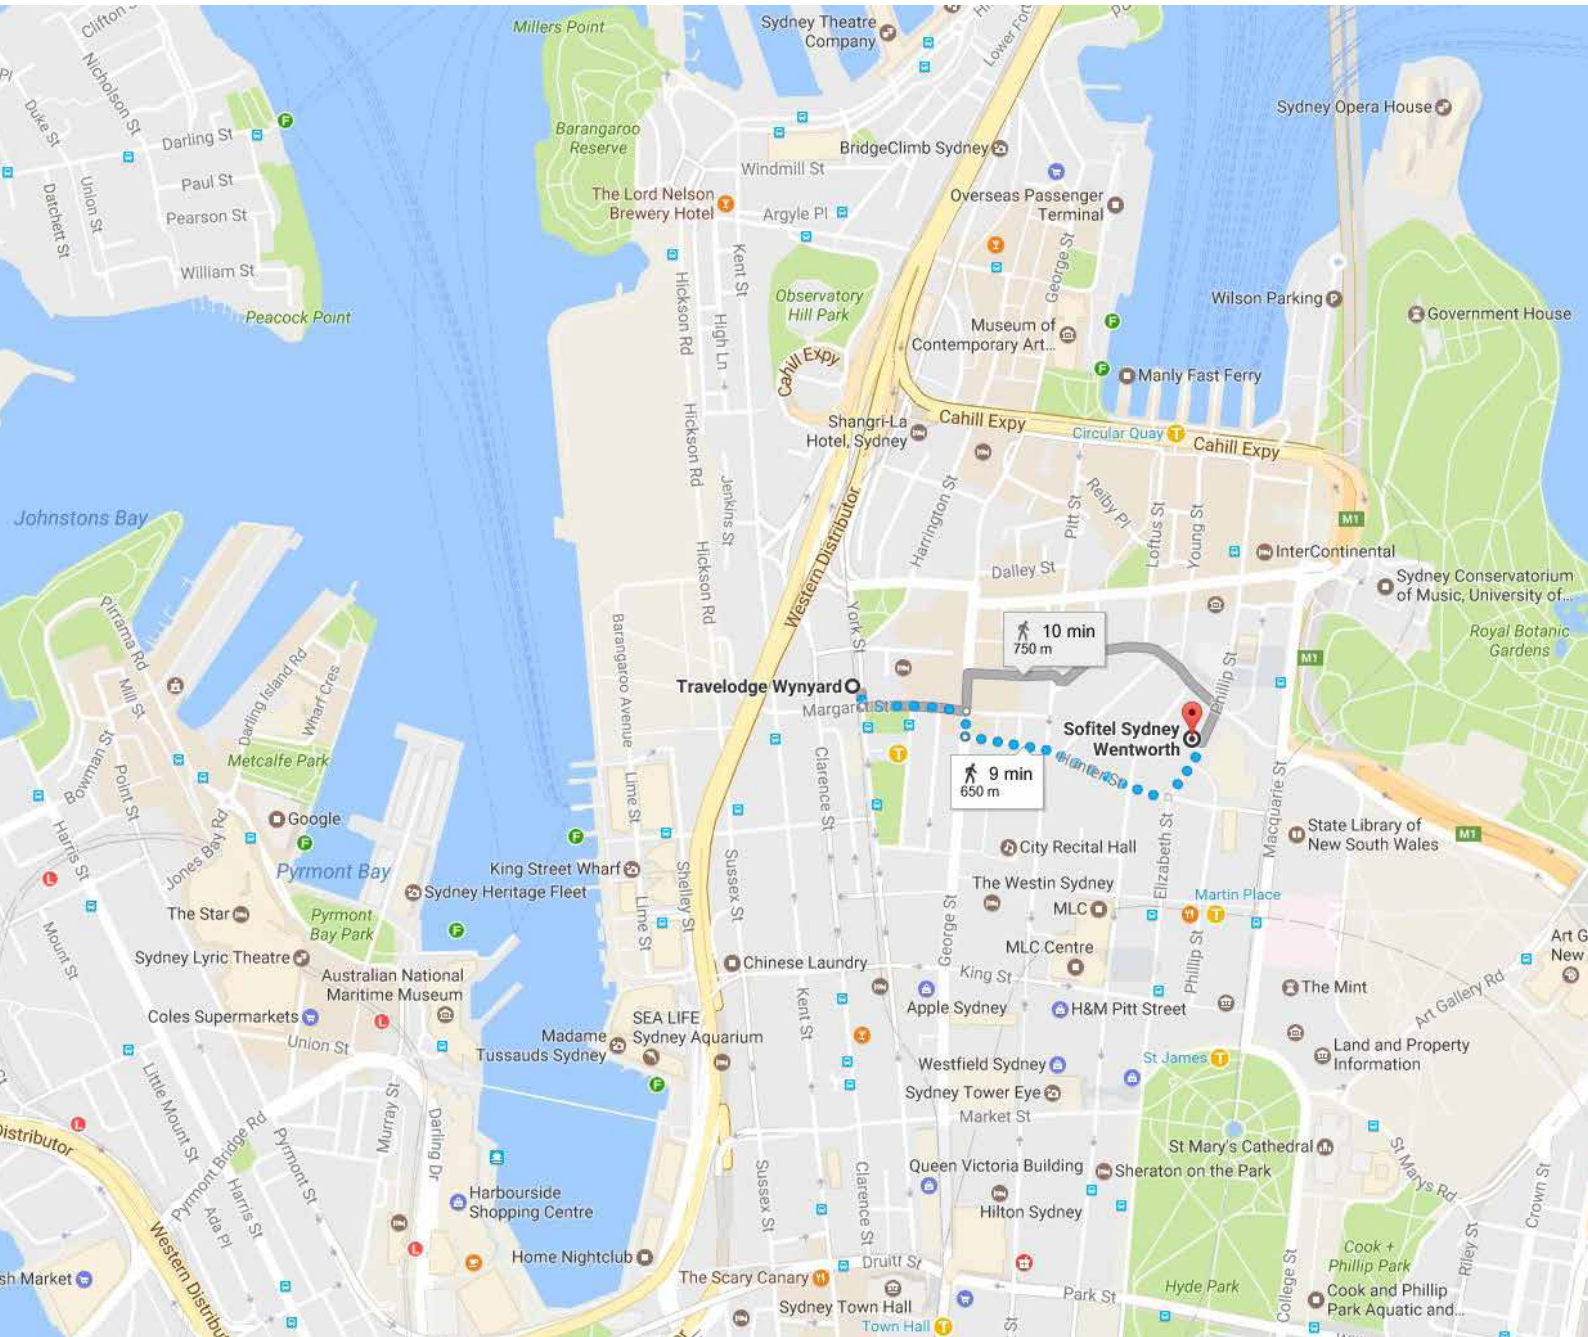 Clifton
Nicholson St
Pl
Duke St
Darling St
Paul St
Pearson St
Union St
Datchett St
William St
Peacock Point
Millers Point
Barangaroo
Reserve
Sydney Theatre
Company
Lower Fort
Windmill St
BridgeClimb Sydney
The Lord Nelson
Brewery Hotel
Argyle Pl
Overseas Passenger
Terminal
Sydney Opera House
Kent St
Hickson Rd
High Ln
Observatory
Hill Park
Cahill Expy
George St
Museum of
Contemporary Art...
Wilson Parking
P
Government House
Manly Fast Ferry
Shangri-La
Hotel, Sydney
Cahill Expy
Circular Quay
T
Cahill Expy
Hickson Rd
Jenkins St
Hickson Rd
Western Distributor
Harrington St
Pitt St
Reiby Pl
Loftus St
Young St
M1
InterContinental
Dalley St
Sydney Conservatorium
of Music, University of...
Royal Botanic
Gardens
M1
Johnstons Bay
Pirrama Rd
Mill St
Darling Island Rd
Wharf Cres
Bowman St
Point St
Metcalfe Park
Harris St
Jones Bay Rd
Google
Pyrmont Bay
Barangaroo Avenue
York St
10 min
750 m
Travelodge Wynyard
Margaret St
Phillip St
Sofitel Sydney
Wentworth
T
9 min
650 m
Hunter St
Clarence St
Lime St
Macquarie St
M1
State Library of
New South Wales
King Street Wharf
Sydney Heritage Fleet
Shelley St
Sussex St
City Recital Hall
Elizabeth St
The Westin Sydney
MLC
Martin Place
T
The Star
Pyrmont
Bay Park
Lime St
George St
Mount St
Sydney Lyric Theatre
Australian National
Maritime Museum
Chinese Laundry
MLC Centre
King St
Phillip St
Art G
New
Coles Supermarkets
Union St
SEA LIFE
Sydney Aquarium
Madame
Tussauds Sydney
Kent St
Apple Sydney
H&M Pitt Street
The Mint
Art Gallery Rd
Land and Property
Information
Westfield Sydney
St James
T
Sydney Tower Eye
Market St
Little Mount St
Murray St
Darling Dr
Distributor
Pyrmont Bridge Rd
Pyrmont St
Harris St
Ada Pl
Western Distribu
St Mary's Cathedral
St Marys Rd
Queen Victoria Building
Sheraton on the Park
Hilton Sydney
Sussex St
Clarence St
Crown St
Harbourside
Shopping Centre
Home Nightclub
sh Market
The Scary Canary
Druitt St
Sydney Town Hall
Town Hall
T
Park St
St
Hyde Park
College St
Cook +
Phillip Park
Riley St
Cook and Phillip
Park Aquatic and...